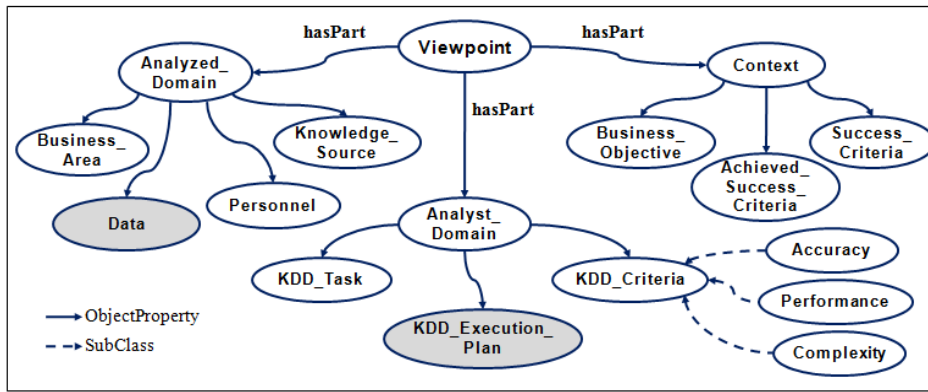 hasPart
Viewpoint
hasPart
Analyzed_
Domain
Context
hasPart
Business_
Area
Knowledge_
Source
Business_
Objective
Success_
Criteria
Achieved_
Success_
Criteria
Data
Personnel
Analyst_
Domain
KDD_Task
KDD_Criteria
Accuracy
Performance
Complexity
KDD_Execution_
Plan
ObjectProperty
SubClass